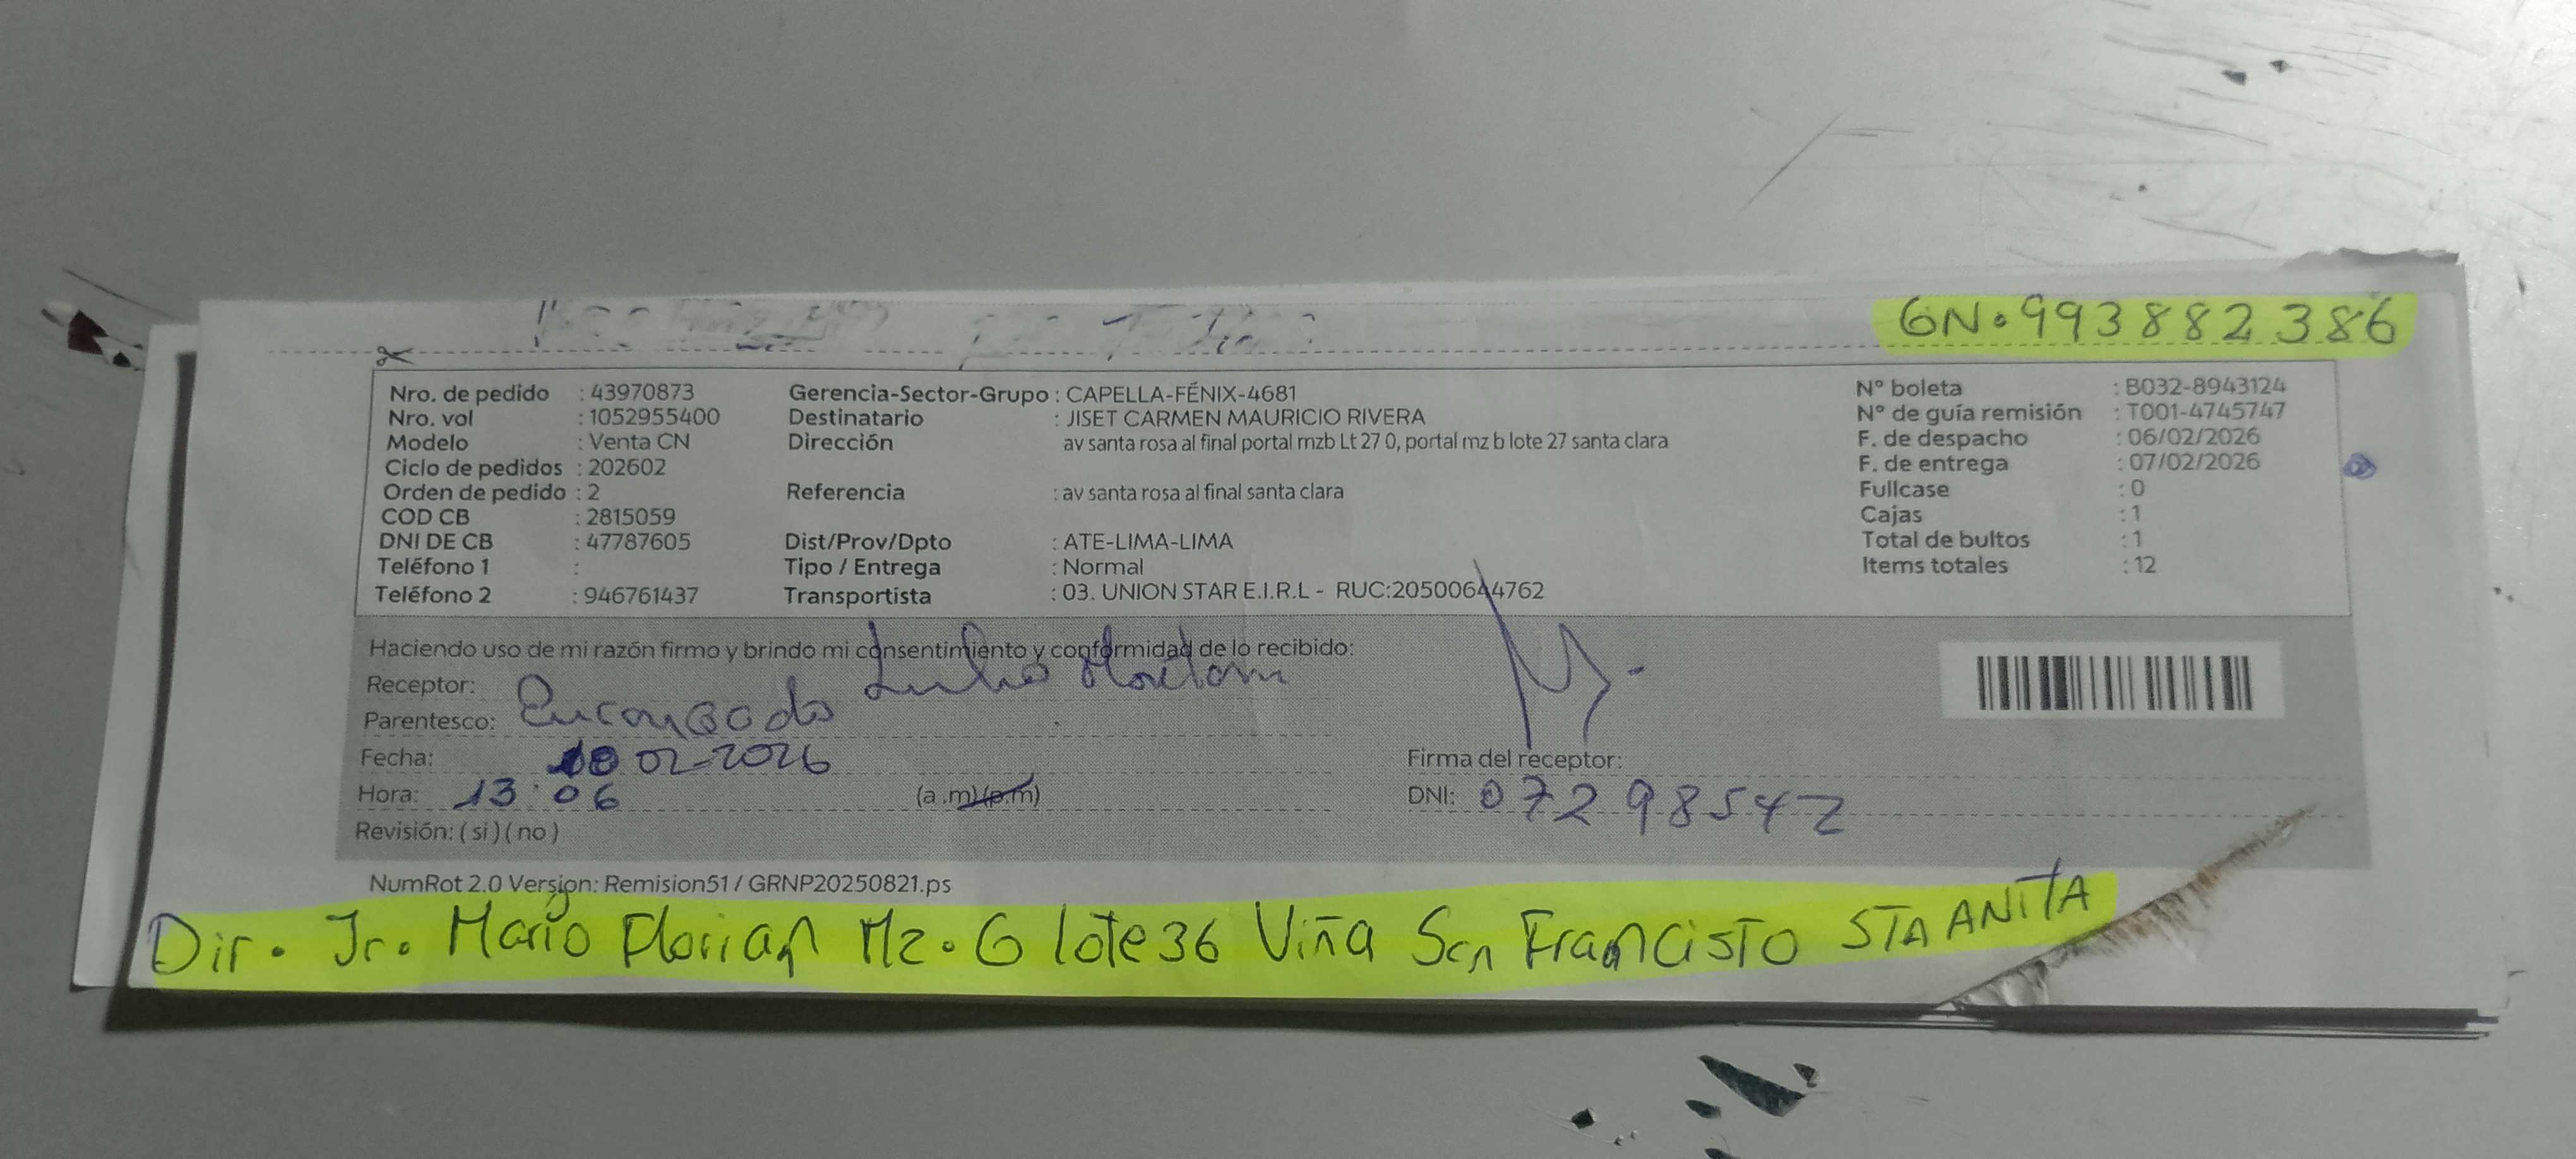 GN. 993882386
Nro. de pedido : 43970873 Gerencia-Sector-Grupo : CAPELLA-FÉNIX-4681 N° boleta : B032-8943124
Nro. vol : 1052955400 Destinatario : JISET CARMEN MAURICIO RIVERA N° de guía remisión : T001-4745747
Modelo : Venta CN Dirección av santa rosa al final portal mzb Lt 27 0, portal mz b lote 27 santa clara F. de despacho : 06/02/2026
Ciclo de pedidos : 202602 F. de entrega : 07/02/2026
Orden de pedido : 2 Referencia : av santa rosa al final santa clara Fullcase : 0
COD CB : 2815059 Cajas : 1
DNI DE CB : 47787605 Dist/Prov/Dpto : ATE-LIMA-LIMA Total de bultos : 1
Teléfono 1 : Tipo / Entrega : Normal Items totales : 12
Teléfono 2 : 946761437 Transportista : 03. UNION STAR E.I.R.L - RUC:20500644762
Haciendo uso de mi razón firmo y brindo mi consentimiento y conformidad de lo recibido:
Receptor:
Parentesco: Encargado
Fecha: 02-2026 Firma del receptor:
Hora: 13:06 (a.m)(p.m) DNI: 07298542
Revisión: ( si ) ( no )
NumRot 2.0 Version: Remision51 / GRNP20250821.ps
Dir. Jr. Mario Florian Mz. G lote 36 Viña San Francisto STA ANITA